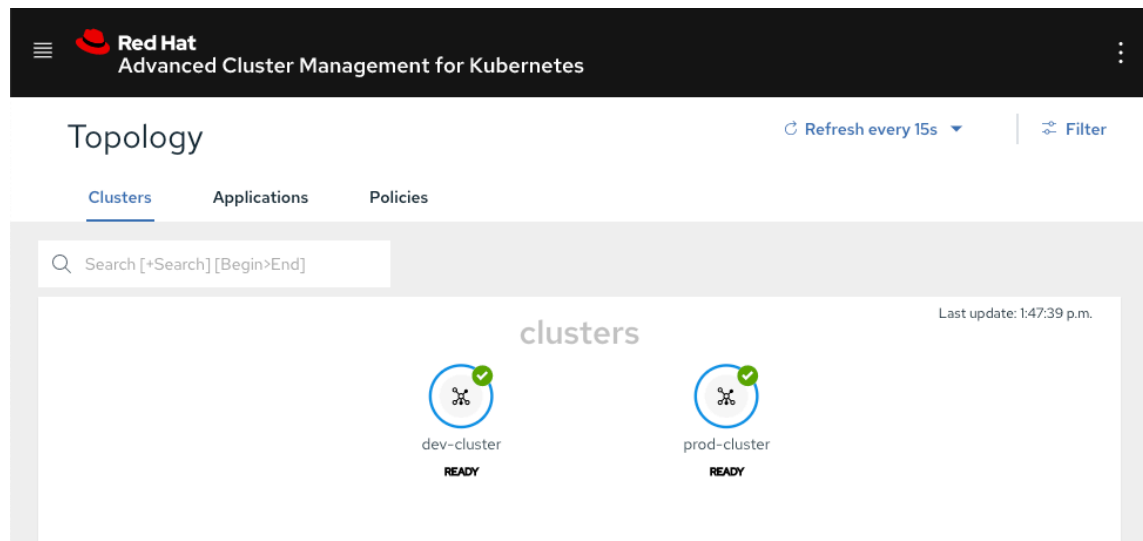 Red Hat
Advanced Cluster Management for Kubernetes
Topology
Refresh every 15s
Filter
Clusters
Applications
Policies
Search [+Search] [Begin>End]
Last update: 1:47:39 p.m.
clusters
dev-cluster
prod-cluster
READY
READY